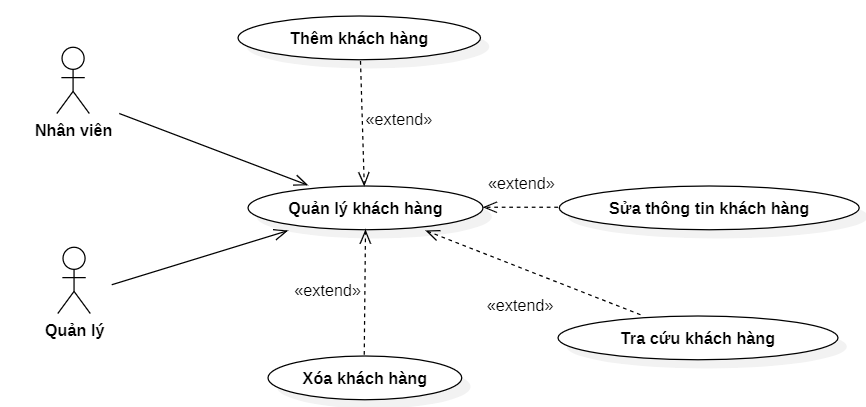 Thêm khách hàng
Nhân viên
«extend»
«extend»
Quản lý khách hàng
Sửa thông tin khách hàng
«extend»
«extend»
Quản lý
Tra cứu khách hàng
Xóa khách hàng